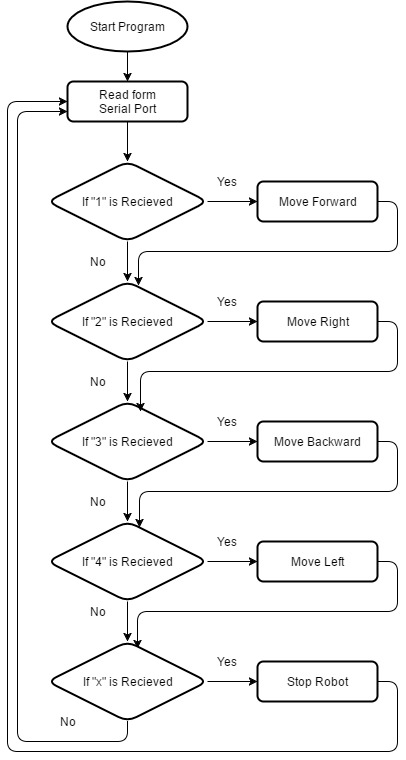 Start Program
Read form
Serial Port
If "1" is Recieved
Yes
Move Forward
No
If "2" is Recieved
Yes
Move Right
No
If "3" is Recieved
Yes
Move Backward
No
If "4" is Recieved
Yes
Move Left
No
If "x" is Recieved
Yes
Stop Robot
No